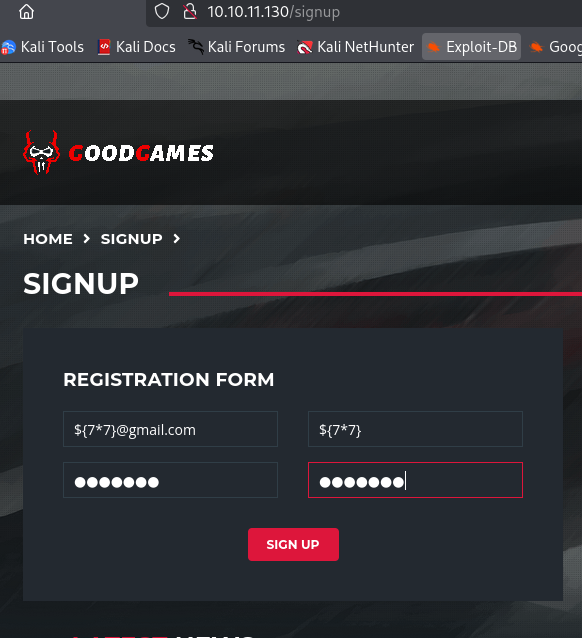 10.10.11.130/signup
Kali Tools Kali Docs Kali Forums Kali NetHunter Exploit-DB Goog
GOODGAMES
HOME SIGNUP
SIGNUP
REGISTRATION FORM
${7*7}@gmail.com ${7*7}
SIGN UP